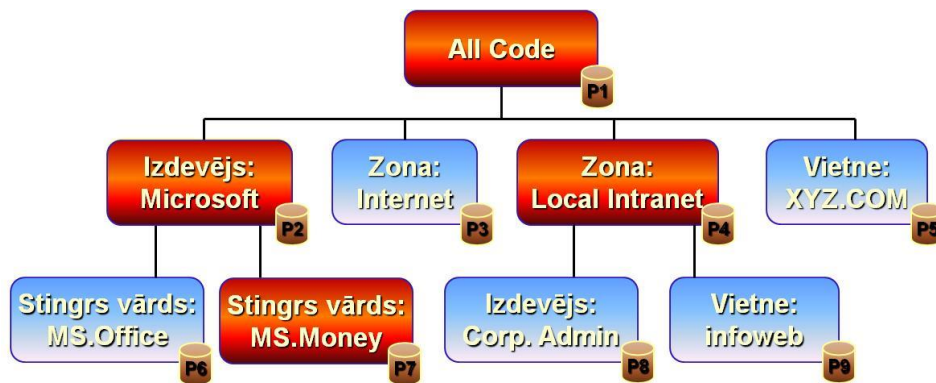 All Code
P1
Izdevējs:
Microsoft
P2
Zona:
Internet
P3
Zona:
Local Intranet
P4
Vietne:
XYZ.COM
P5
Stingrs vārds:
MS.Office
P6
Stingrs vārds:
MS.Money
P7
Izdevējs:
Corp. Admin
P8
Vietne:
infoweb
P9